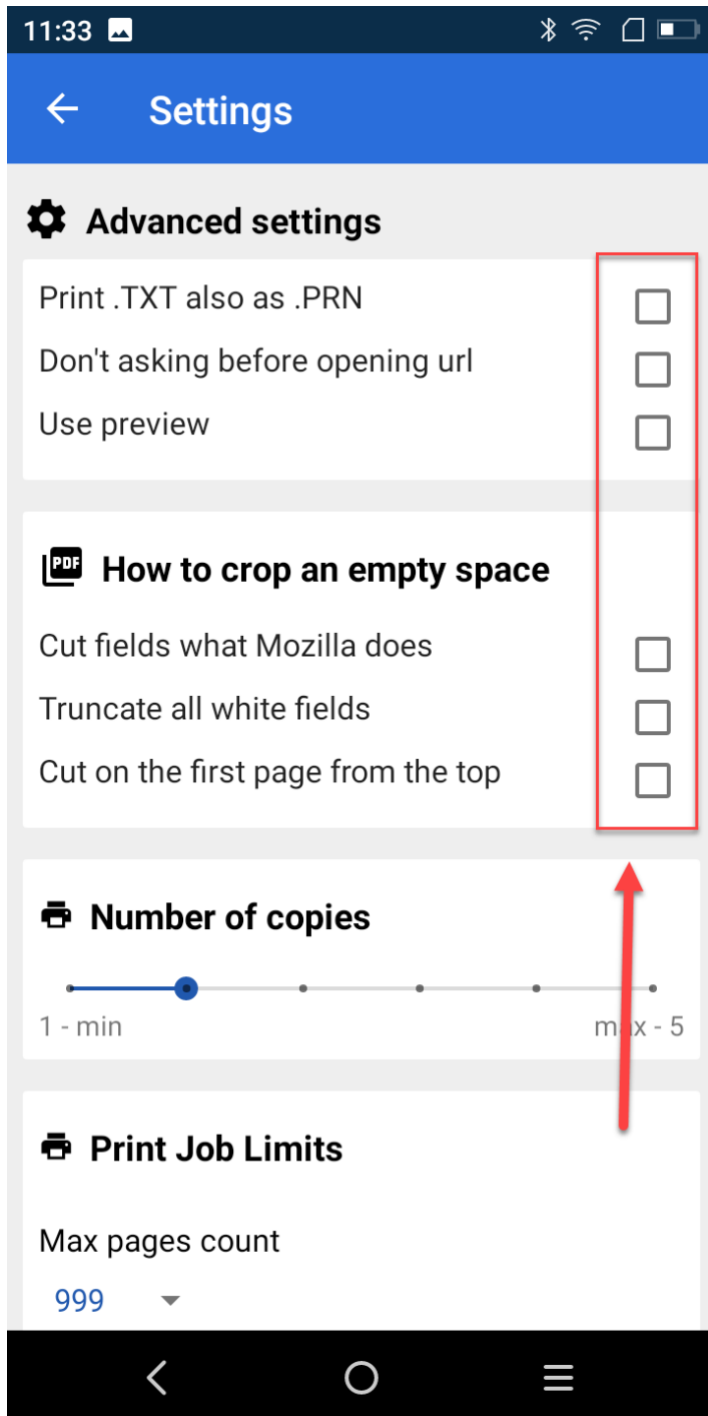 11:33
Settings
Advanced settings
Print .TXT also as .PRN
Don't asking before opening url
Use preview
PDF
How to crop an empty space
Cut fields what Mozilla does
Truncate all white fields
Cut on the first page from the top
Number of copies
1 - min
max - 5
Print Job Limits
Max pages count
999